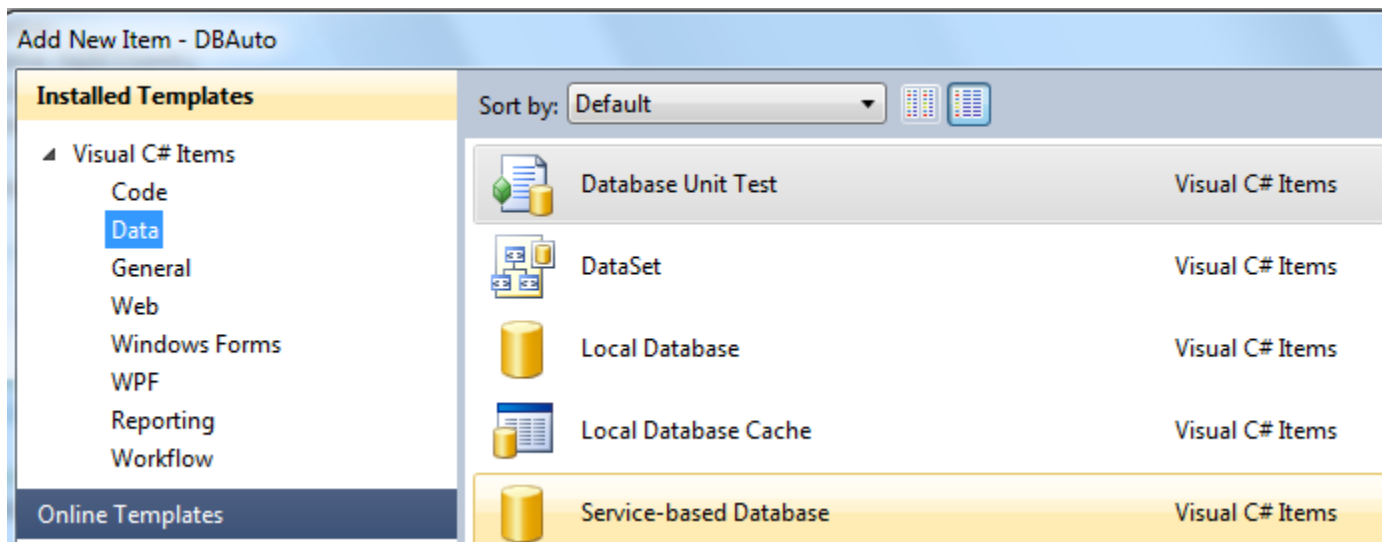 Add New Item - DBAuto
Installed Templates
Visual C# Items
Code
Data
General
Web
Windows Forms
WPF
Reporting
Workflow
Online Templates
Sort by: Default
Database Unit Test Visual C# Items
DataSet Visual C# Items
Local Database Visual C# Items
Local Database Cache Visual C# Items
Service-based Database Visual C# Items